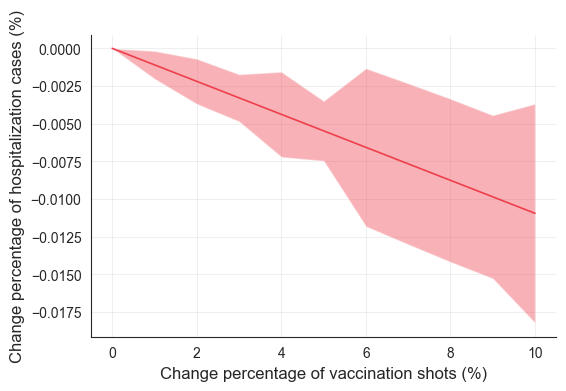 Change percentage of hospitalization cases (%)
0.0000
−0.0025
−0.0050
−0.0075
−0.0100
−0.0125
−0.0150
−0.0175
0 2 4 6 8 10
Change percentage of vaccination shots (%)